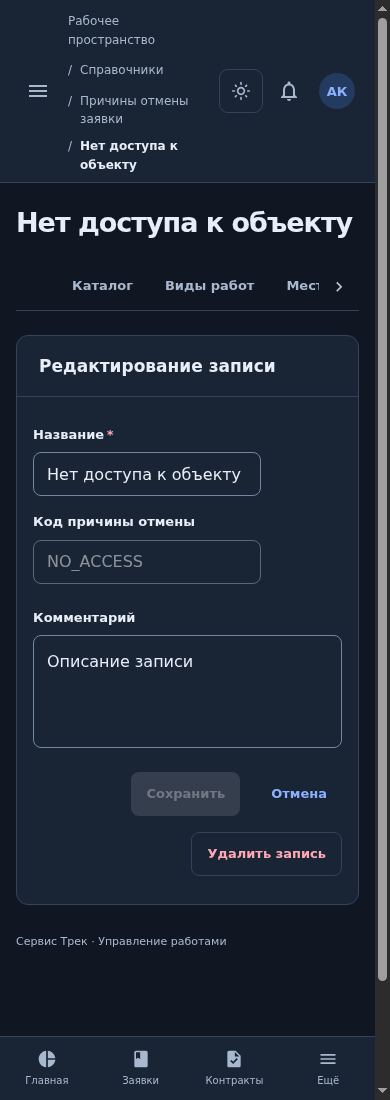 Рабочее
пространство
/ Справочники
/ Причины отмены
заявки
/ Нет доступа к
объекту
АК
Нет доступа к объекту
Каталог Виды работ Мест
Редактирование записи
Название *
Нет доступа к объекту
Код причины отмены
NO_ACCESS
Комментарий
Описание записи
Сохранить Отмена
Удалить запись
Сервис Трек · Управление работами
Главная Заявки Контракты Ещё